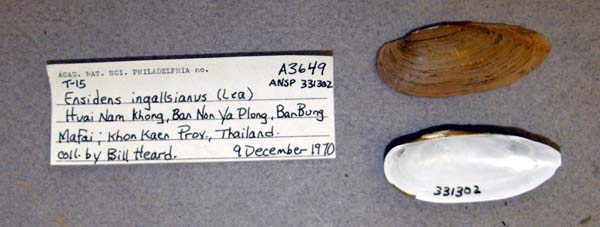 ACAD. NAT. SCI. PHILADELPHIA no. A3649
T-15 ANSP 331302
Ensidens ingallsianus (Lea)
Huai Nam Khong, Ban Non Ya Plong, Ban Bung
Mafai; Khon Kaen Prov., Thailand.
coll. by Bill Heard. 9 December 1970
331302